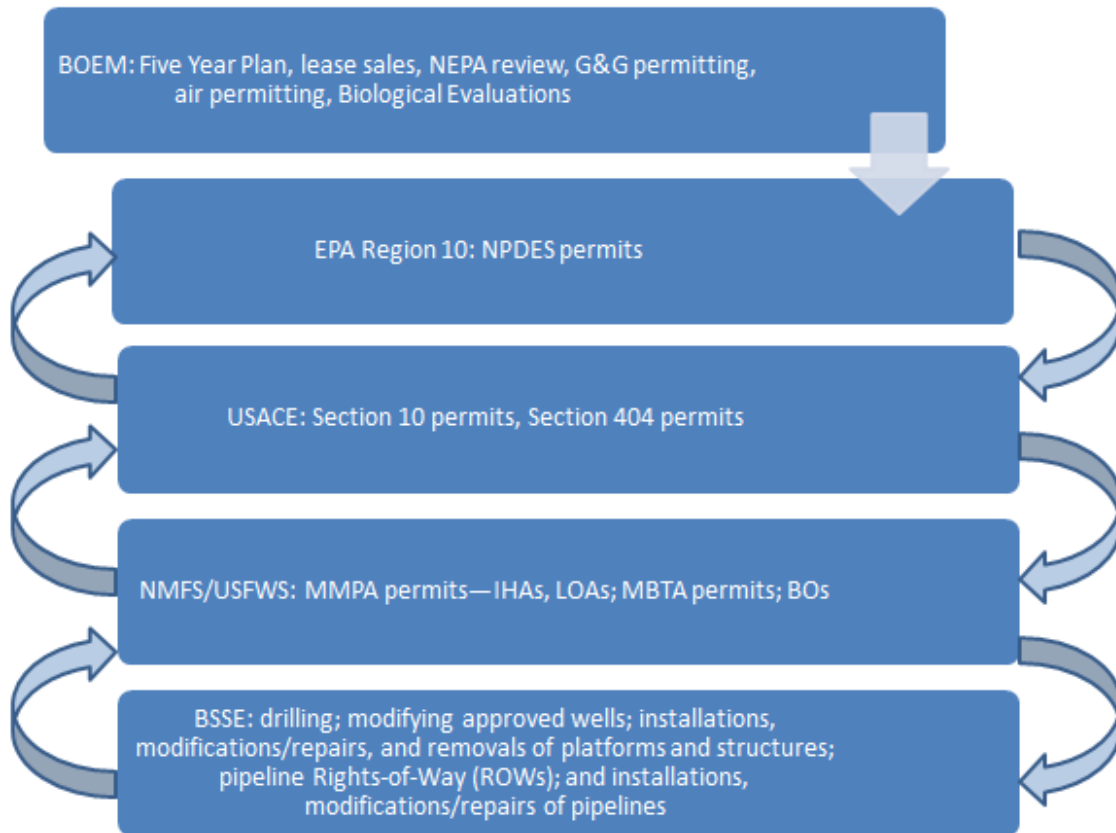 BOEM: Five Year Plan, lease sales, NEPA review, G&G permitting,
air permitting, Biological Evaluations
EPA Region 10: NPDES permits
USACE: Section 10 permits, Section 404 permits
NMFS/USFWS: MMPA permits—IHAs, LOAs; MBTA permits; BOs
BSSE: drilling; modifying approved wells; installations,
modifications/repairs, and removals of platforms and structures;
pipeline Rights-of-Way (ROWs); and installations,
modifications/repairs of pipelines